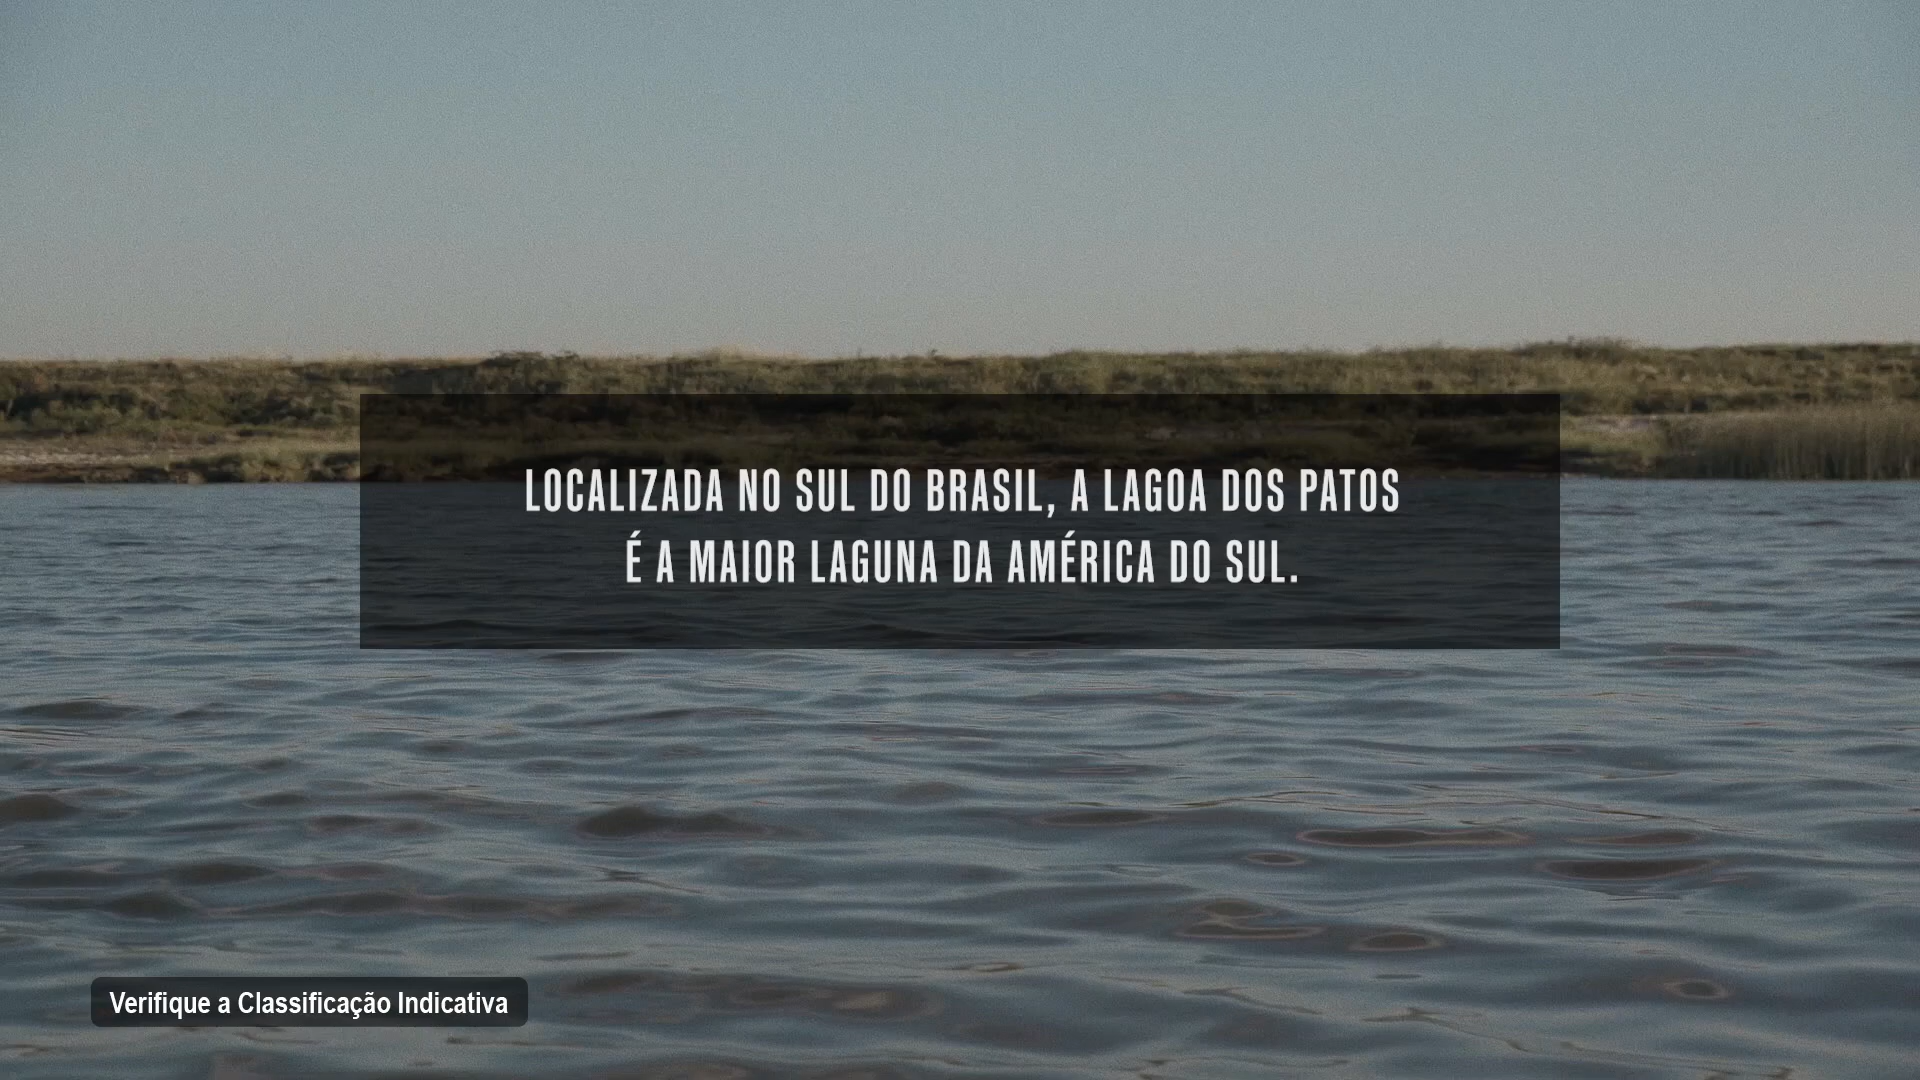 LOCALIZADA NO SUL DO BRASIL, A LAGOA DOS PATOS
É A MAIOR LAGUNA DA AMÉRICA DO SUL.
Verifique a Classificação Indicativa